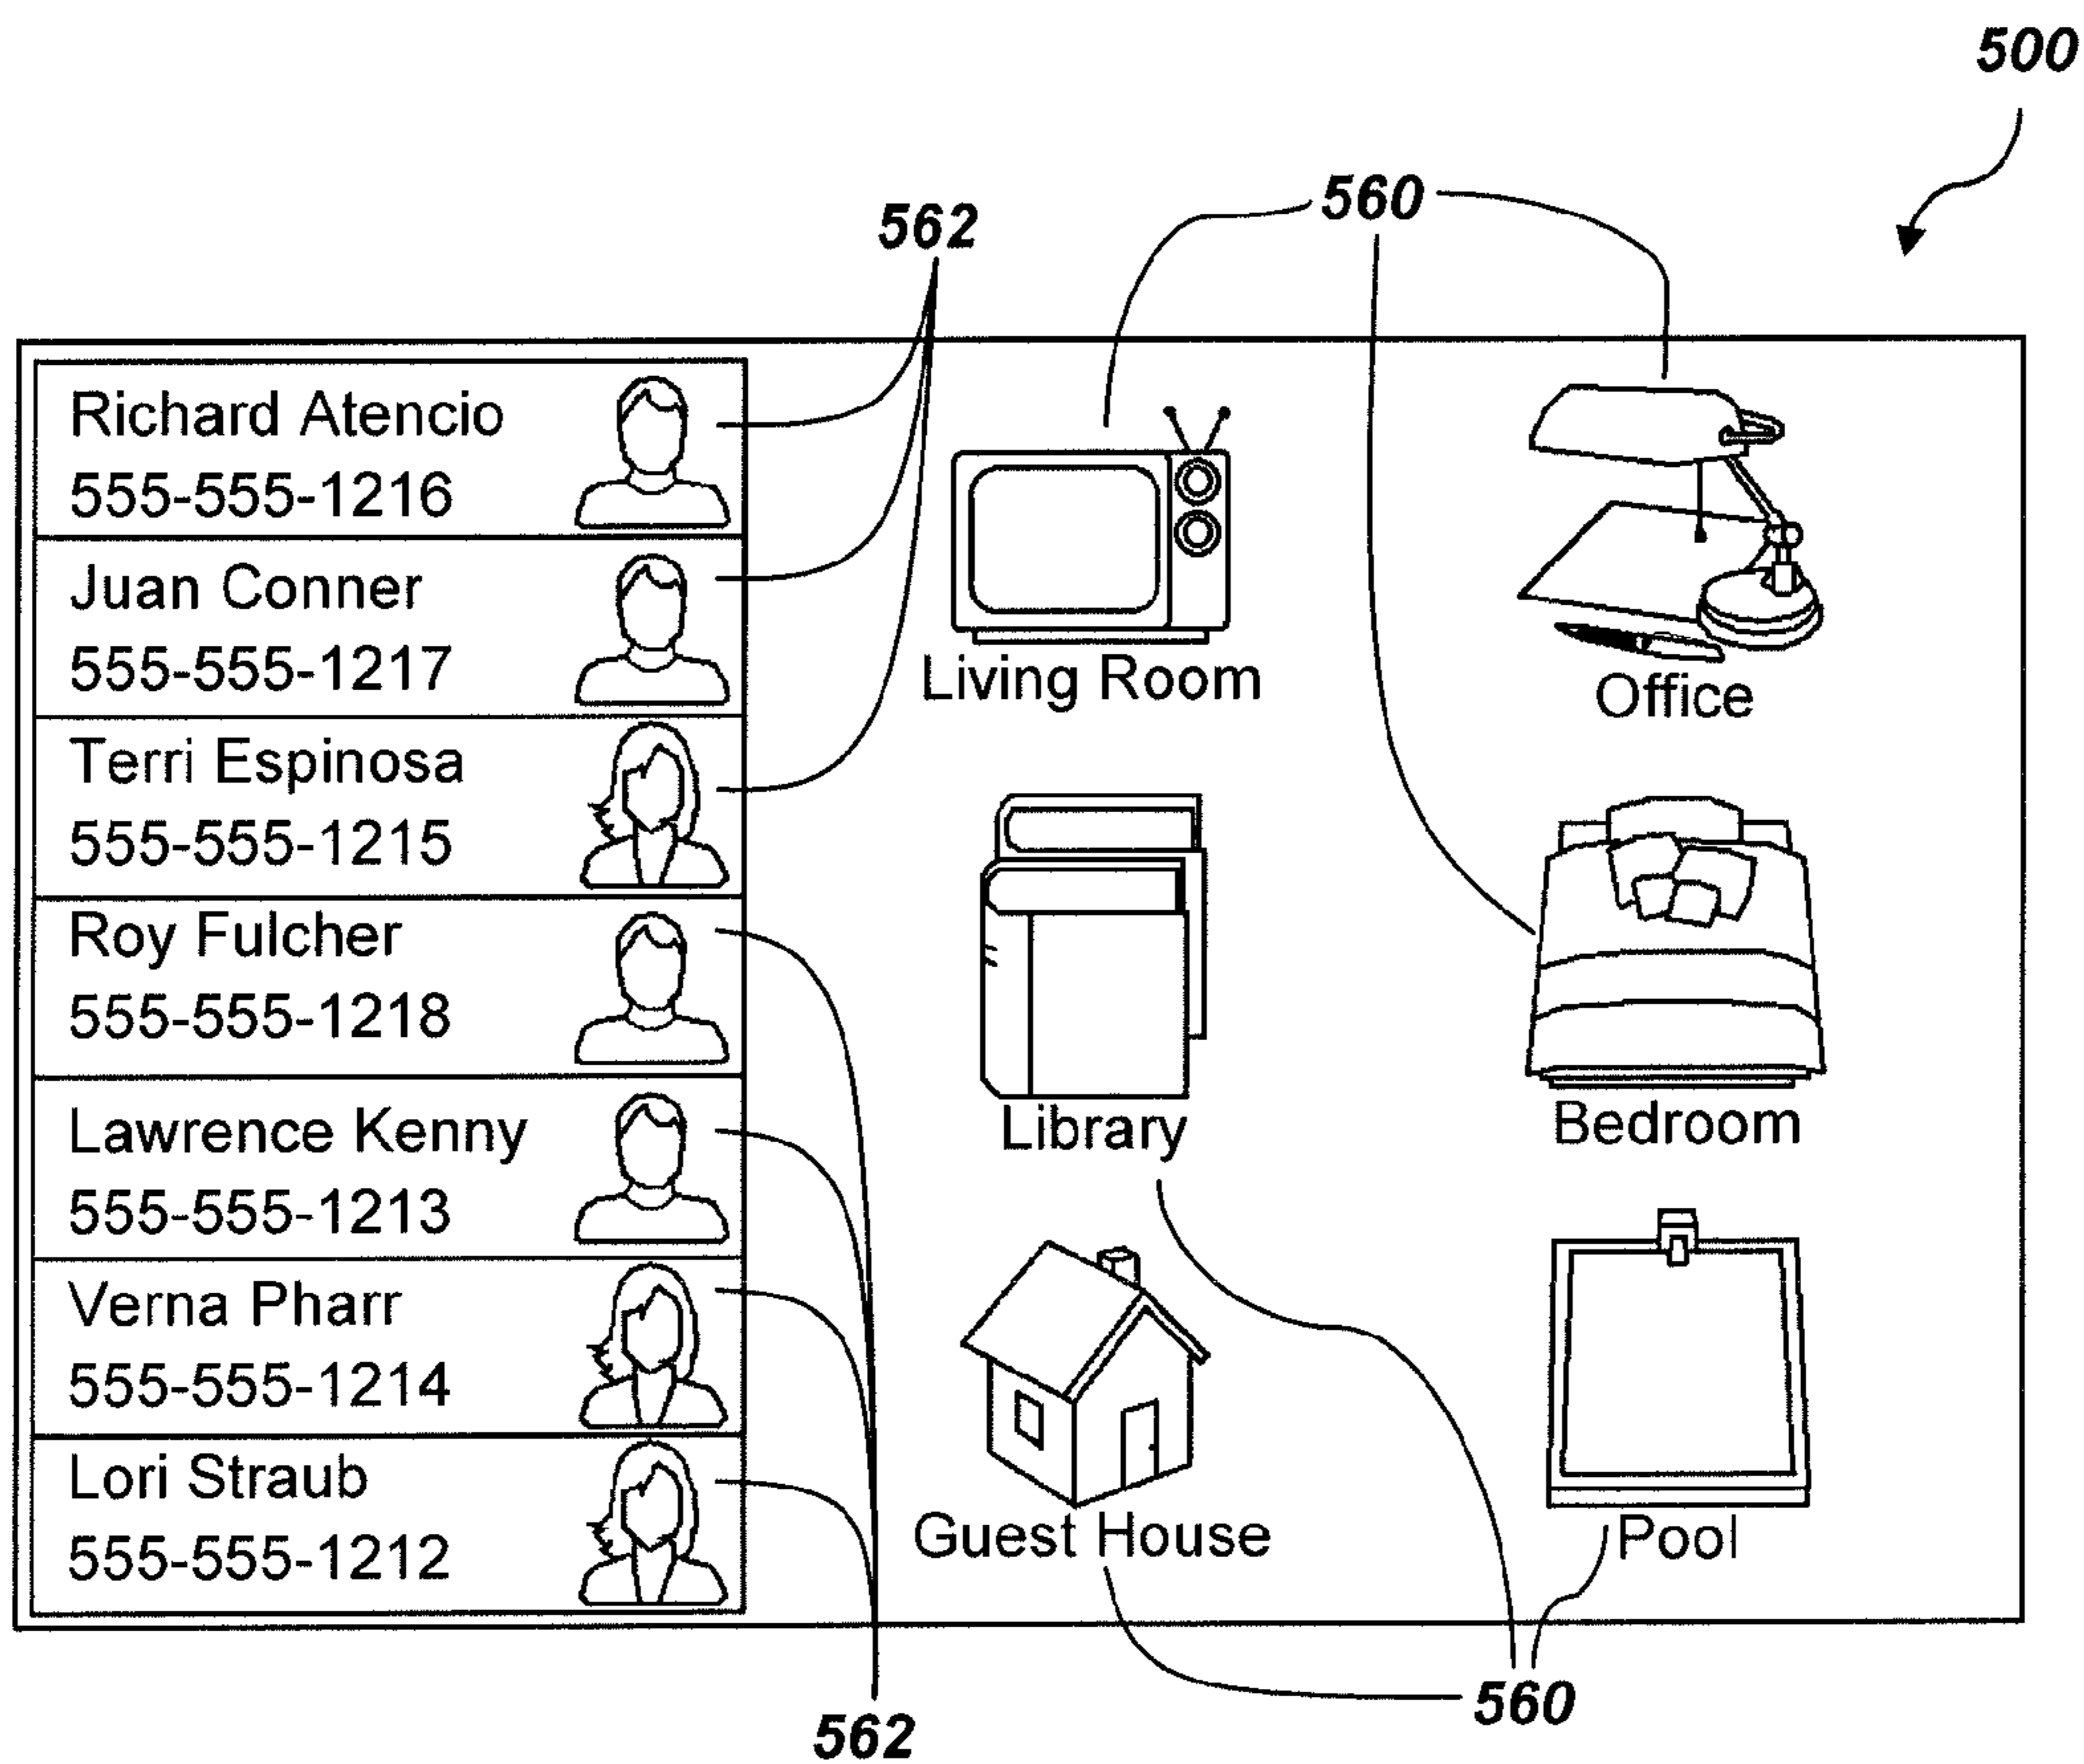 500
560
562
Richard Atencio
555-555-1216
Juan Conner
555-555-1217
Terri Espinosa
555-555-1215
Roy Fulcher
555-555-1218
Lawrence Kenny
555-555-1213
Verna Pharr
555-555-1214
Lori Straub
555-555-1212
Living Room
Office
Library
Bedroom
Guest House
Pool
560
562